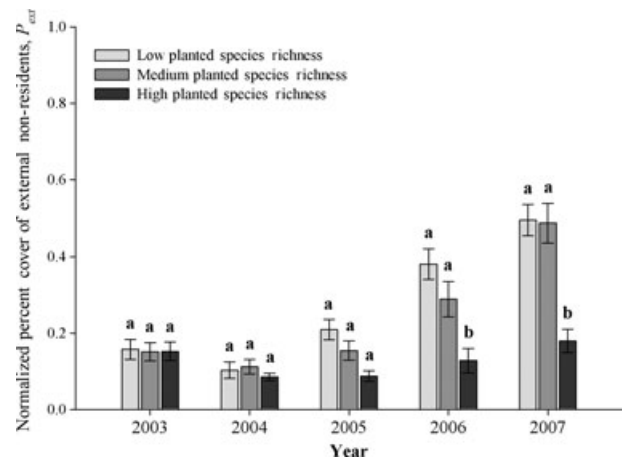 Normalized percent cover of external non-residents, P_ext
1.0
0.8
0.6
0.4
0.2
0.0
Low planted species richness
Medium planted species richness
High planted species richness
a a a
a a a
a a a
a a b
a a b
2003 2004 2005 2006 2007
Year